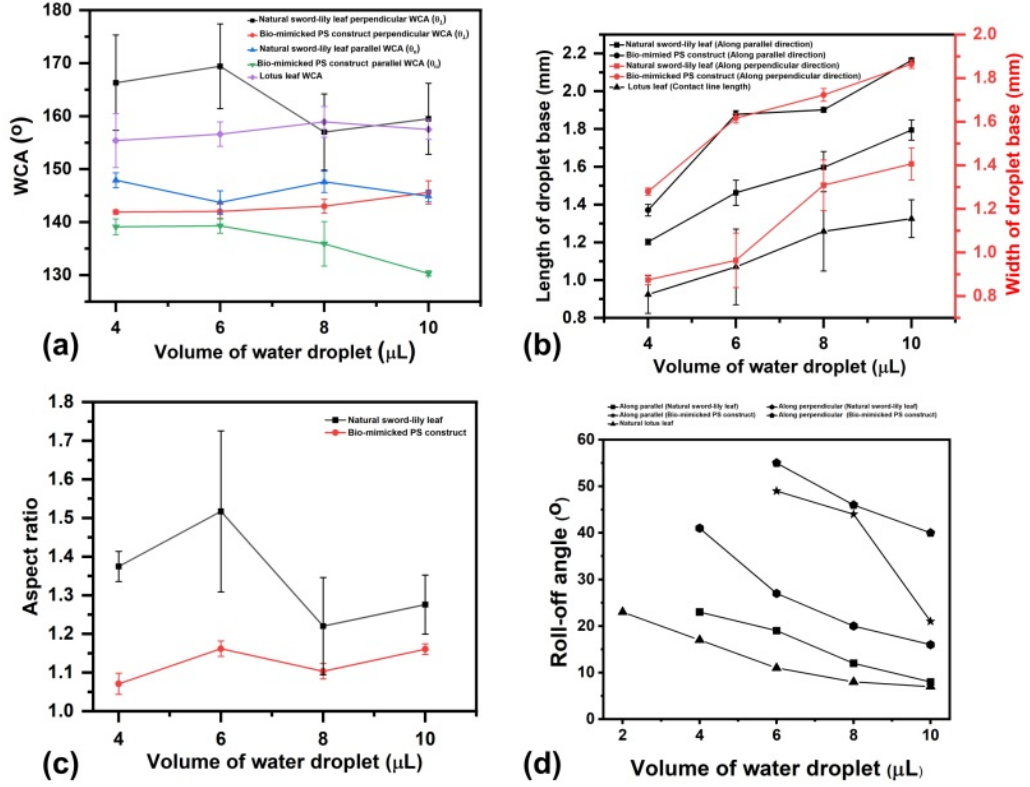 180
170
160
150
140
130
WCA (º)
Natural sword-lily leaf perpendicular WCA (θ⊥)
Bio-mimicked PS construct perpendicular WCA (θ⊥)
Natural sword-lily leaf parallel WCA (θ॥)
Bio-mimicked PS construct parallel WCA (θ॥)
Lotus leaf WCA
4 6 8 10
Volume of water droplet (μL)
(a)
2.2
2.0
1.8
1.6
1.4
1.2
1.0
0.8
Length of droplet base (mm)
Natural sword-lily leaf (Along parallel direction)
Bio-mimied PS construct (Along parallel direction)
Natural sword-lily leaf (Along perpendicular direction)
Bio-mimicked PS construct (Along perpendicular direction)
Lotus leaf (Contact line length)
2.0
1.8
1.6
1.4
1.2
1.0
0.8
Width of droplet base (mm)
4 6 8 10
Volume of water droplet (μL)
(b)
1.8
1.7
1.6
1.5
1.4
1.3
1.2
1.1
1.0
Aspect ratio
Natural sword-lily leaf
Bio-mimicked PS construct
4 6 8 10
Volume of water droplet (μL)
(c)
Along parallel (Natural sword-lily leaf) Along perpendicular (Natural sword-lily leaf)
Along parallel (Bio-mimicked PS construct) Along perpendicular (Bio-mimicked PS construct)
Natural lotus leaf
60
50
40
30
20
10
0
Roll-off angle (º)
2 4 6 8 10
Volume of water droplet (μL)
(d)